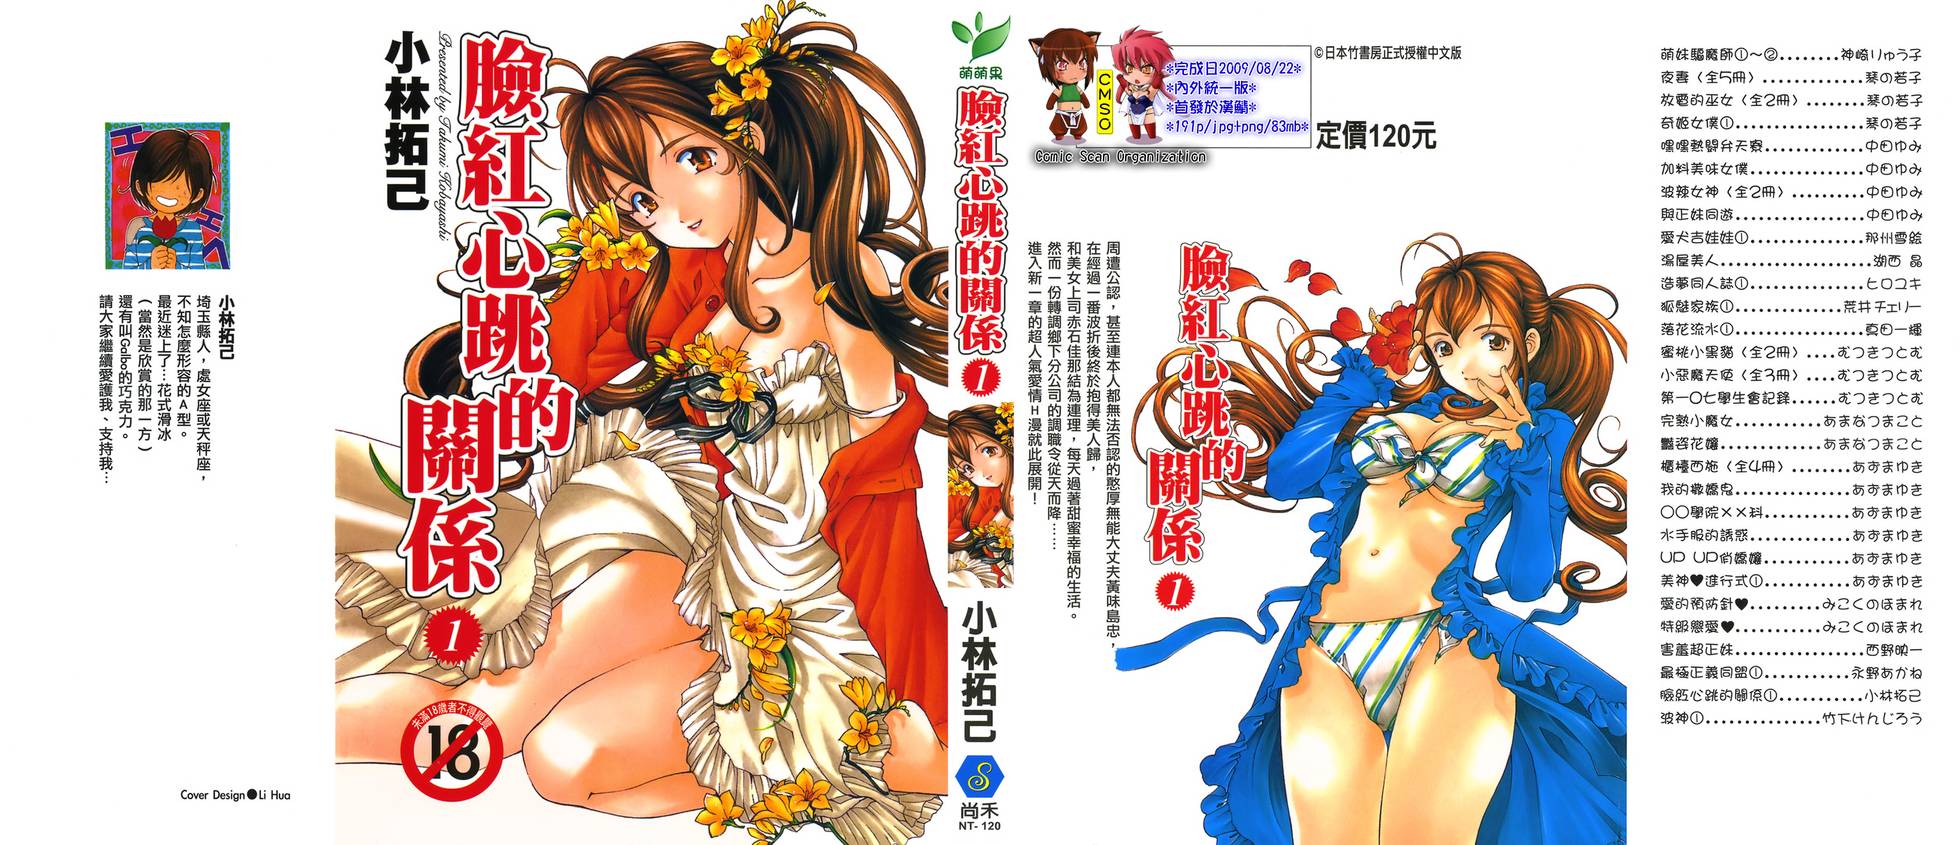 小林拓己
埼玉縣人，處女座或天秤座，
不知怎麼形容的A型。
最近迷上了…花式滑冰
（當然是欣賞的那一方）
還有叫Galbo的巧克力。
請大家繼續愛護我、支持我…
Cover Design●Li Hua
臉紅心跳的關係
1
Presented by Takumi Kobayashi
小林拓己
未滿18歲者不得觀覽
18
萌萌果
臉紅心跳的關係
1
小林拓己
S
尚禾
NT- 120
CMSO
*完成日2009/08/22*
*內外統一版*
*首發於漢鯖*
*191p/jpg+png/83mb*
Comic Scan Organization
©日本竹書房正式授權中文版
定價120元
周遭公認，甚至連本人都無法否認的憨厚無能大丈夫黃味島忠，
在經過一番波折後終於抱得美人歸，
和美女上司赤石佳那結為連理，每天過著甜蜜幸福的生活。
然而一份轉調鄉下分公司的調職令從天而降……
進入新一章的超人氣愛情H漫就此展開！
臉紅心跳的關係
1
萌妹驅魔師①～②………神崎りゅう子
夜妻〈全5冊〉…………琴の若子
放電的巫女〈全2冊〉……琴の若子
奇姬女僕①……………琴の若子
嘿嘿熱鬧弁天寮…………中田ゆみ
加料美味女僕……………中田ゆみ
波辣女神〈全2冊〉………中田ゆみ
與正妹同遊………………中田ゆみ
愛犬吉娃娃①……………那州雪絵
湯屋美人…………………湖西 晶
造夢同人誌①……………ヒロユキ
狐魅家族①………………荒井チェリー
落花流水①………………真田一輝
蜜桃小黑貓〈全2冊〉……むつきつとむ
小惡魔天使〈全3冊〉……むつきつとむ
第一〇七學生會記錄……むつきつとむ
完熟小魔女………………あまなつまこと
豔容花孃…………………あまなつまこと
櫃檯西施〈全4冊〉………あずまゆき
我的撒嬌鬼………………あずまゆき
〇〇學院××科…………あずまゆき
水手服的誘惑……………あずまゆき
UP UP俏嬌孃……………あずまゆき
美神♥進行式①…………あずまゆき
愛的預防針♥……………みこくのほまれ
特級戀愛♥………………みこくのほまれ
害羞超正妹………………西野映一
最極正義同盟①…………永野あかね
臉紅心跳的關係①………小林拓己
波神①……………………竹下けんじろう